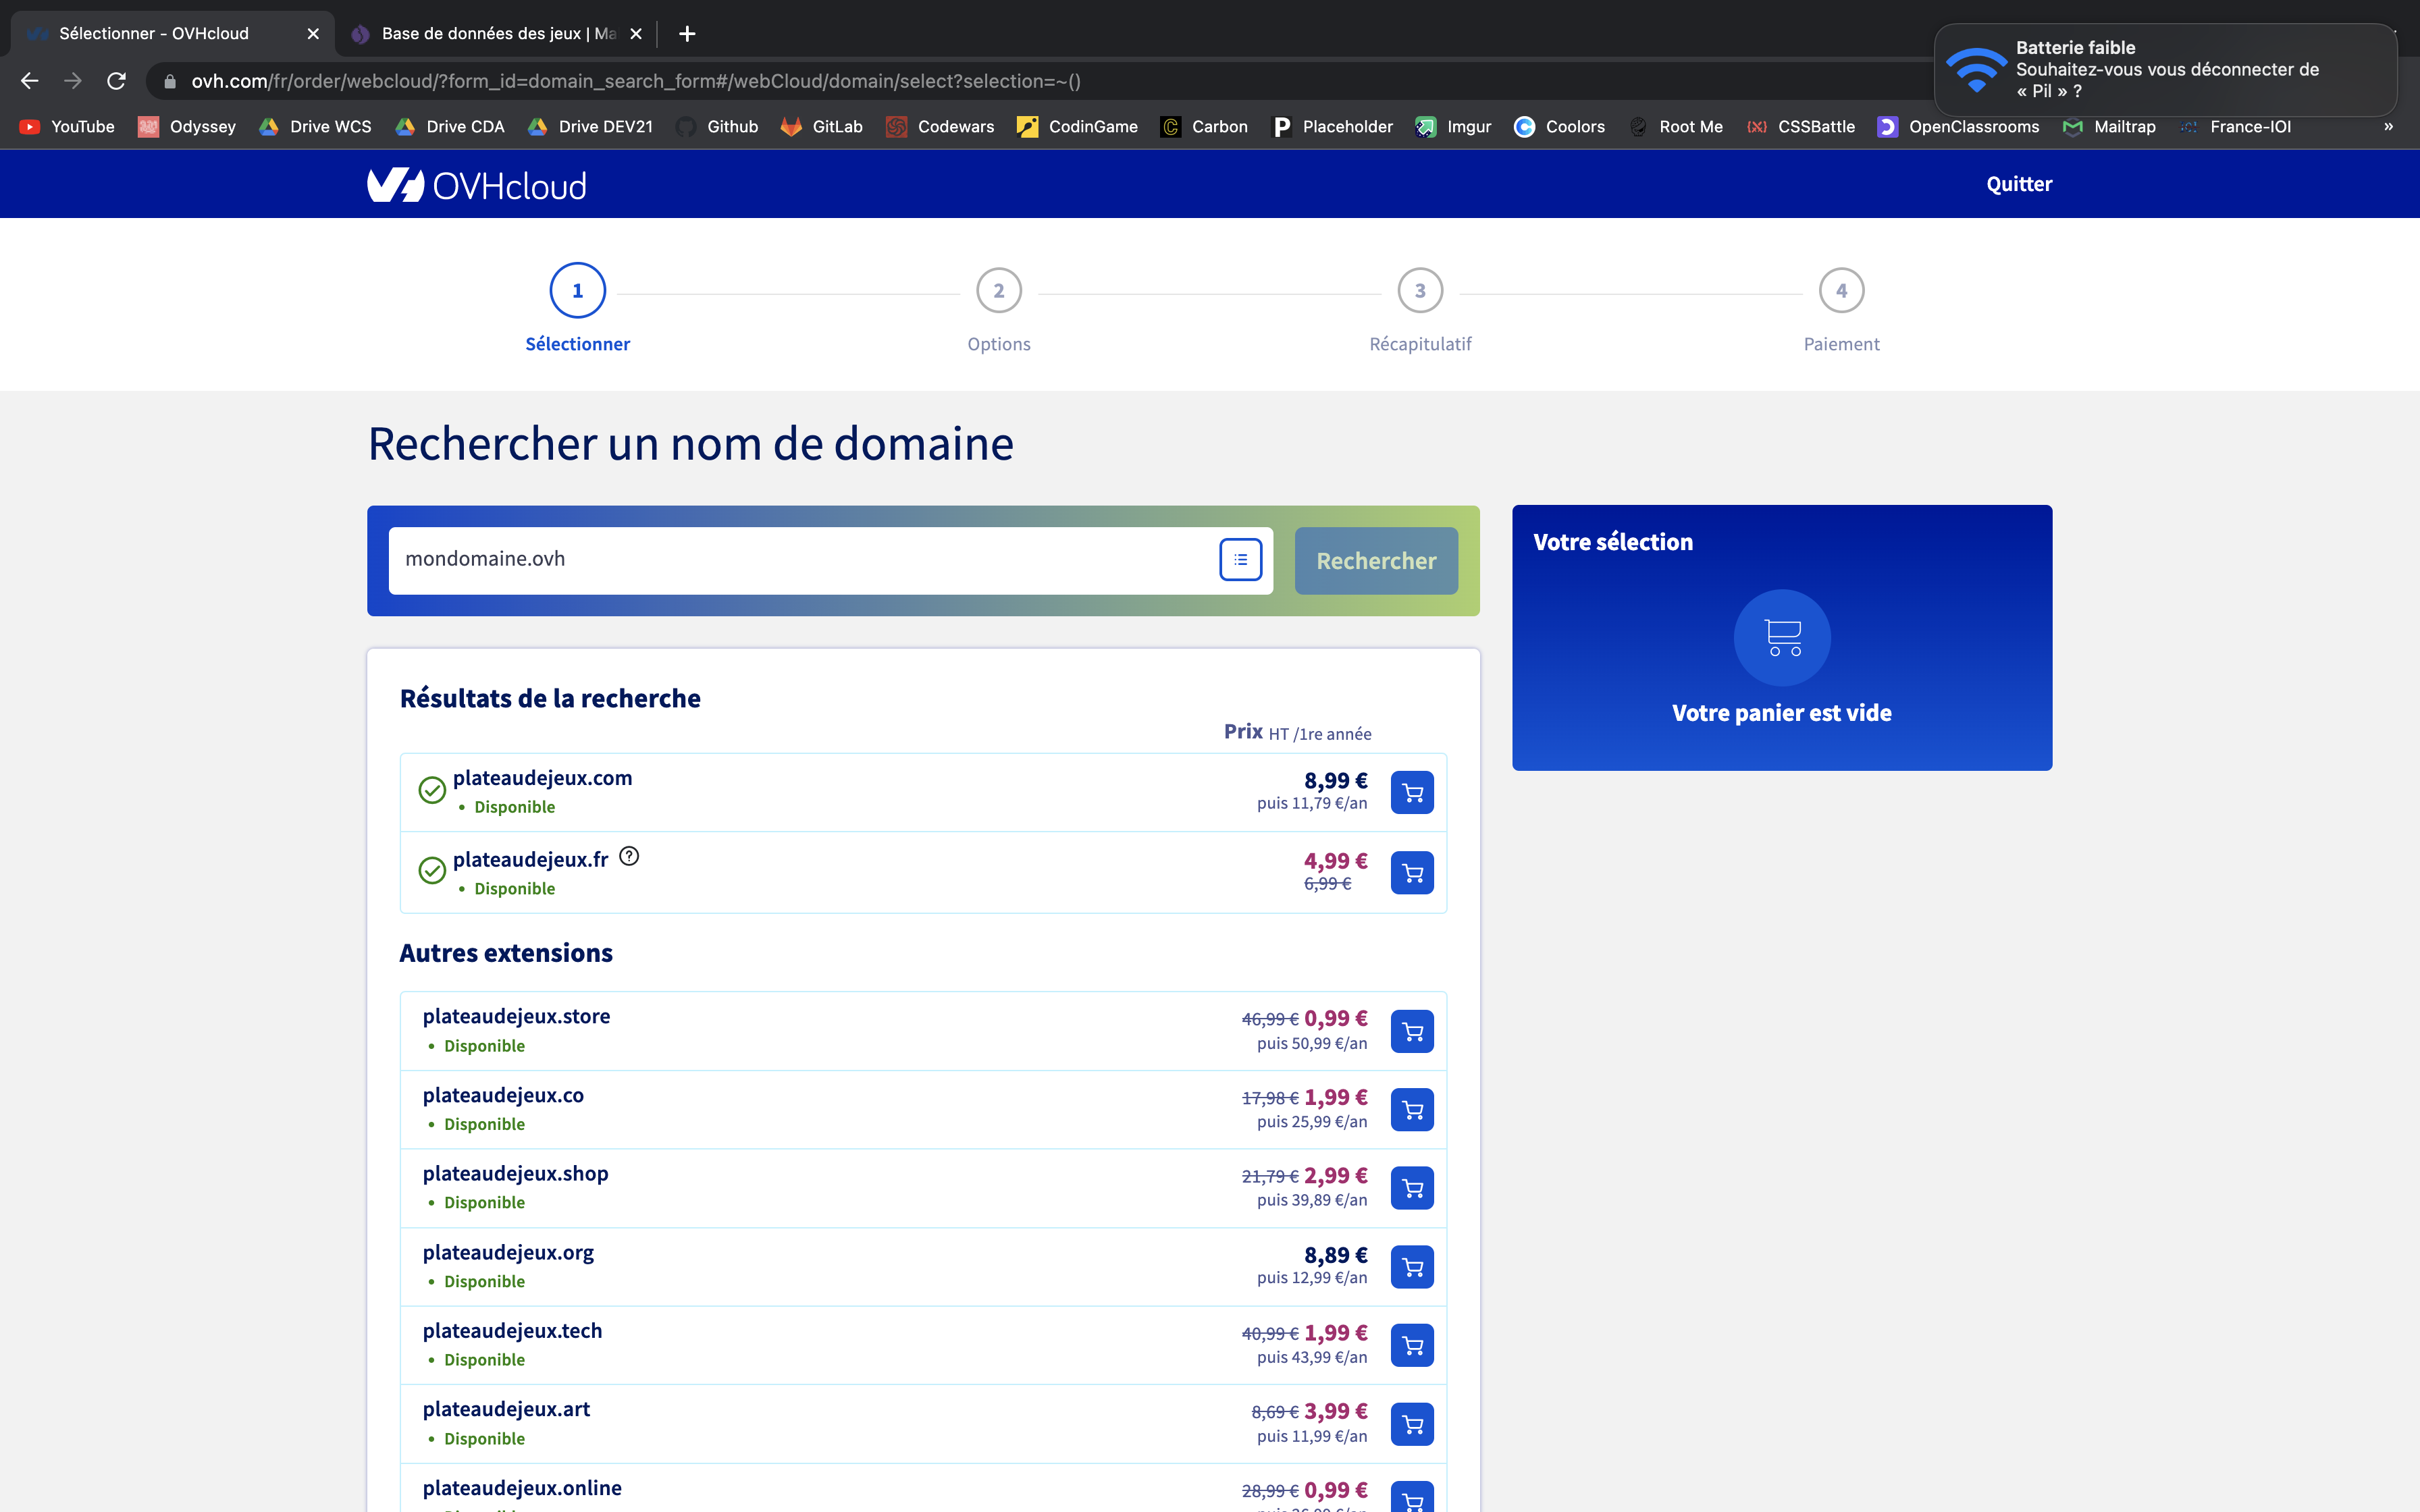 Sélectionner - OVHcloud
Base de données des jeux | Ma
Batterie faible
Souhaitez-vous vous déconnecter de
« Pil » ?
ovh.com/fr/order/webcloud/?form_id=domain_search_form#/webCloud/domain/select?selection=~()
YouTube Odyssey Drive WCS Drive CDA Drive DEV21 Github GitLab Codewars CodinGame Carbon Placeholder Imgur Coolors Root Me CSSBattle OpenClassrooms Mailtrap France-IOI »
OVHcloud Quitter
1 2 3 4
Sélectionner Options Récapitulatif Paiement
Rechercher un nom de domaine
mondomaine.ovh Rechercher
Votre sélection
Votre panier est vide
Résultats de la recherche
Prix HT /1re année
plateaudejeux.com 8,99 €
• Disponible puis 11,79 €/an
plateaudejeux.fr ? 4,99 €
• Disponible 6,99 €
Autres extensions
plateaudejeux.store 46,99 € 0,99 €
• Disponible puis 50,99 €/an
plateaudejeux.co 17,98 € 1,99 €
• Disponible puis 25,99 €/an
plateaudejeux.shop 21,79 € 2,99 €
• Disponible puis 39,89 €/an
plateaudejeux.org 8,89 €
• Disponible puis 12,99 €/an
plateaudejeux.tech 40,99 € 1,99 €
• Disponible puis 43,99 €/an
plateaudejeux.art 8,69 € 3,99 €
• Disponible puis 11,99 €/an
plateaudejeux.online 28,99 € 0,99 €